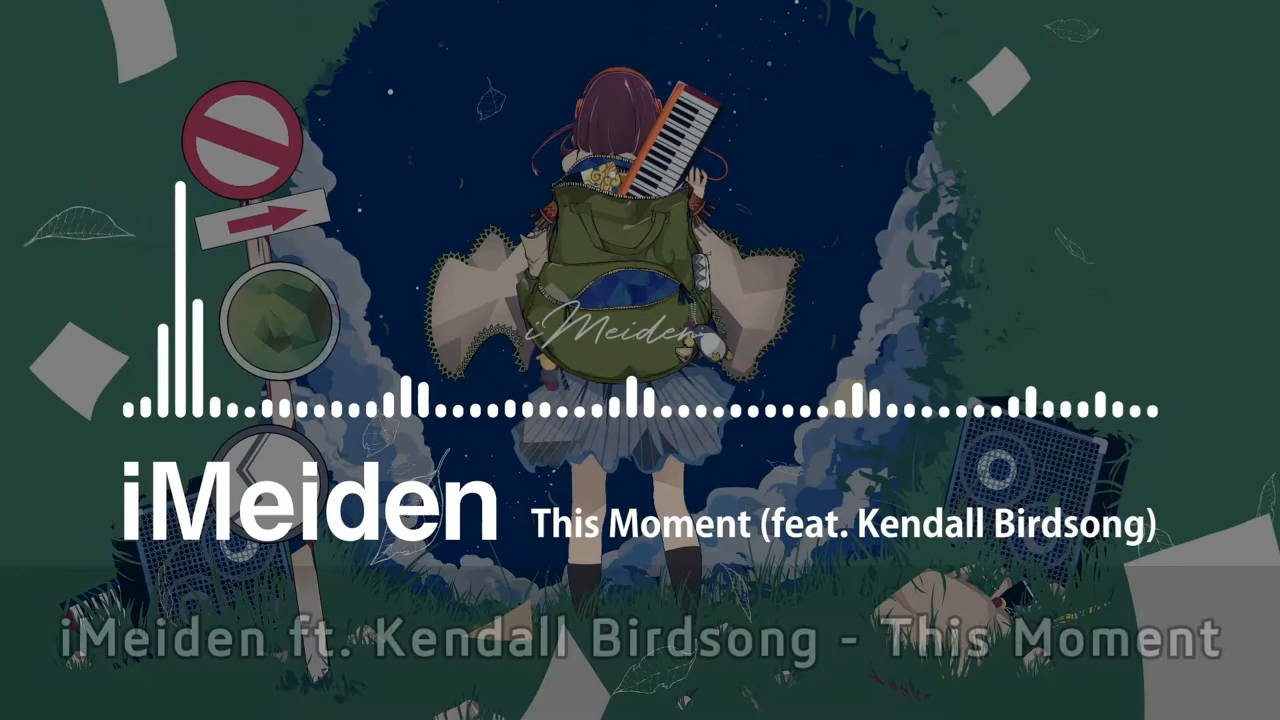 iMeiden
iMeiden
This Moment (feat. Kendall Birdsong)
iMeiden ft. Kendall Birdsong - This Moment